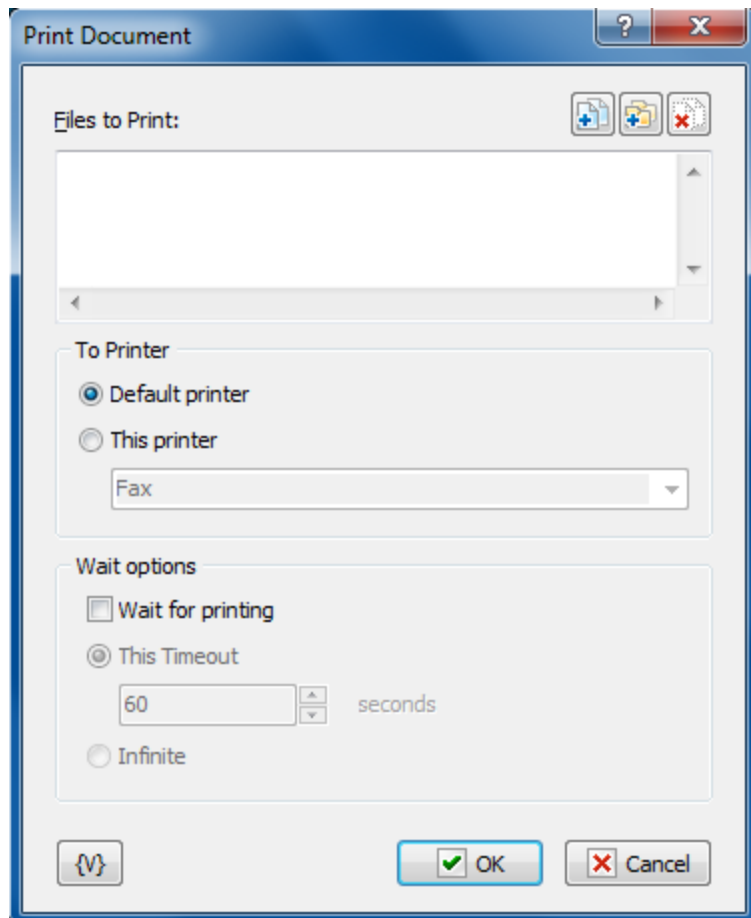 Print Document
?
Files to Print:
To Printer
Default printer
This printer
Fax
Wait options
Wait for printing
This Timeout
60 seconds
Infinite
{V} OK Cancel